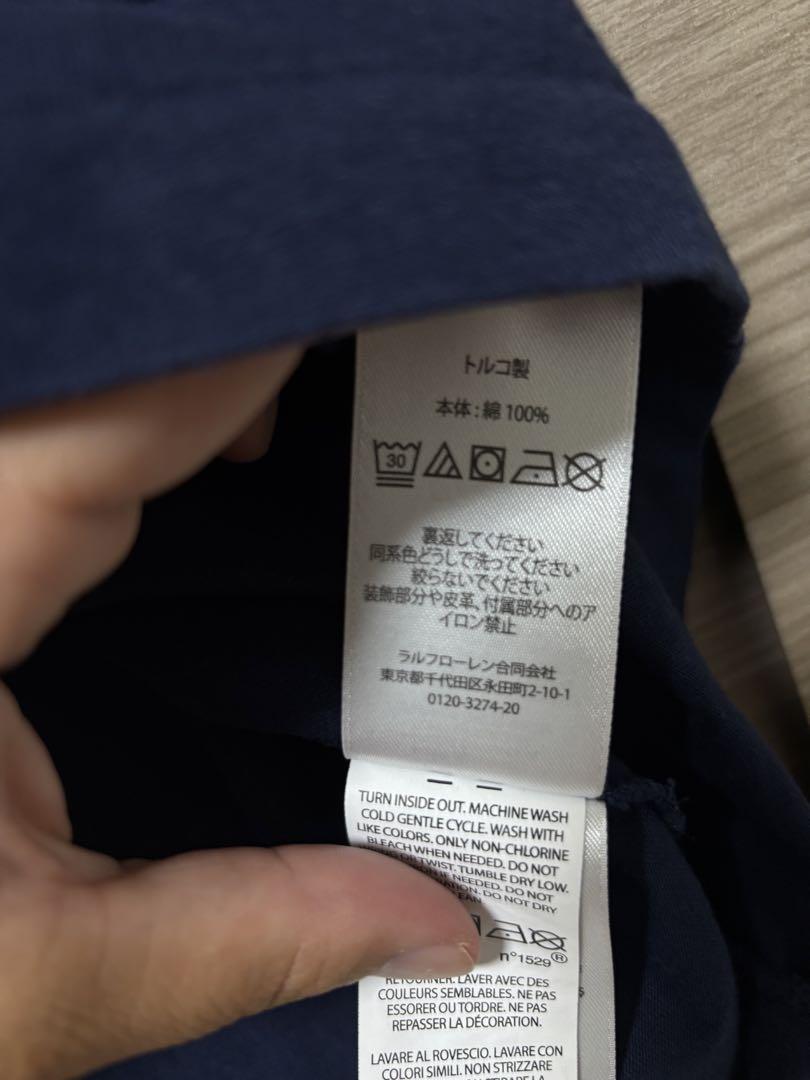 トルコ製
本体:綿 100%
30
裏返してください
同系色どうしで洗ってください
絞らないでください
装飾部分や皮革、付属部分へのア
イロン禁止
ラルフローレン合同会社
東京都千代田区永田町2-10-1
0120-3274-20
TURN INSIDE OUT. MACHINE WASH
COLD GENTLE CYCLE. WASH WITH
LIKE COLORS. ONLY NON-CHLORINE
BLEACH WHEN NEEDED. DO NOT
OR TWIST. TUMBLE DRY LOW.
IF NEEDED. DO NOT
DO NOT DRY
n°1529®
RETOURNER. LAVER AVEC DES
COULEURS SEMBLABLES. NE PAS
ESSORER OU TORDRE. NE PAS
REPASSER LA DÉCORATION.
LAVARE AL ROVESCIO. LAVARE CON
COLORI SIMILI. NON STRIZZARE